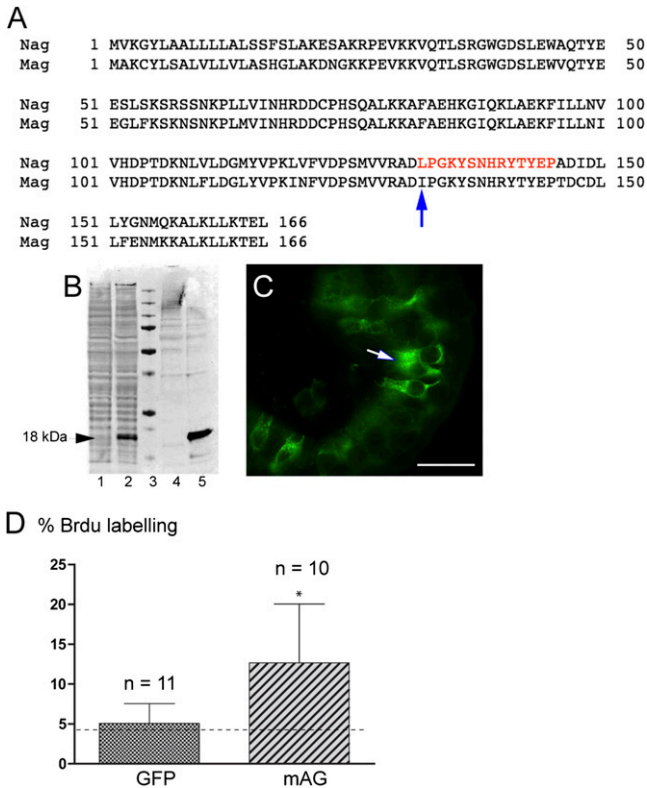 A
Nag 1 MVKGYLAALLLLALSSFSLAKESAKRPEVKKVQTLSRGWGDSLEWAQTYE 50
Mag 1 MAKCYLSALVLLVLASHGLAKDNGKKPEVKKVQTLSRGWGDSLEWVQTYE 50
Nag 51 ESLSKSRSSNKPLLVINHRDDCPHSQALKKAFAEHKGIQKLAEKFILLNV 100
Mag 51 EGLFKSKNSNKPLMVINHRDDCPHSQALKKAFAEHKGIQKLAEKFILLNI 100
Nag 101 VHDPTDKNLVLDGMYVPKLVFVDPSMVVRADLPGKYSNHRYTYEPADIDL 150
Mag 101 VHDPTDKNLFLDGLYVPKINFVDPSMVVRADIPGKYSNHRYTYEPTDCDL 150
Nag 151 LYGNMQKALKLLKTEL 166
Mag 151 LFENMKKALKLLKTEL 166
B
18 kDa
1 2 3 4 5
C
D % Brdu labelling
25
20
15
10
5
0
n = 11
n = 10
*
GFP mAG